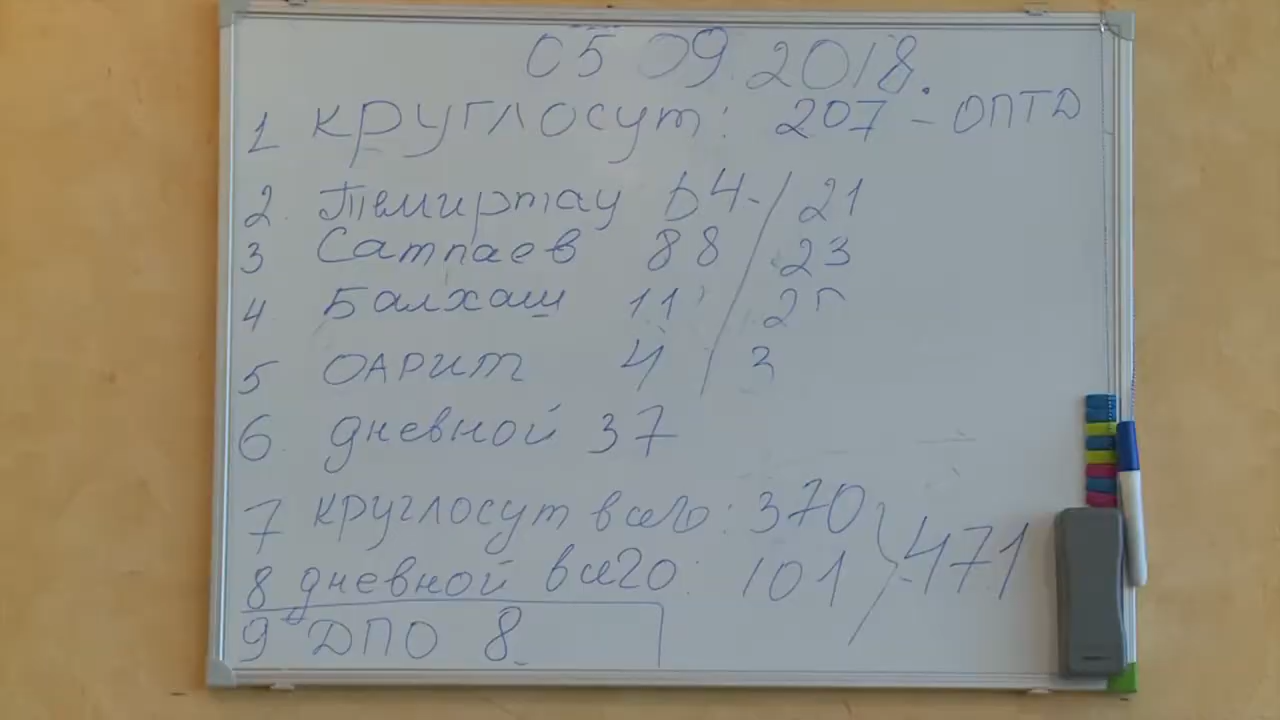 05 09.2018.
1 круглосут: 207 - ОПТД
2. Темиртау 64- / 21
3 Сатпаев 88 / 23
4 Балхаш 11 /
5 ОАРИТ 4 / 3
6. дневной 37
7 круглосут всего: 370
8 дневной всего: 101 } 471
9 ДПО 8.